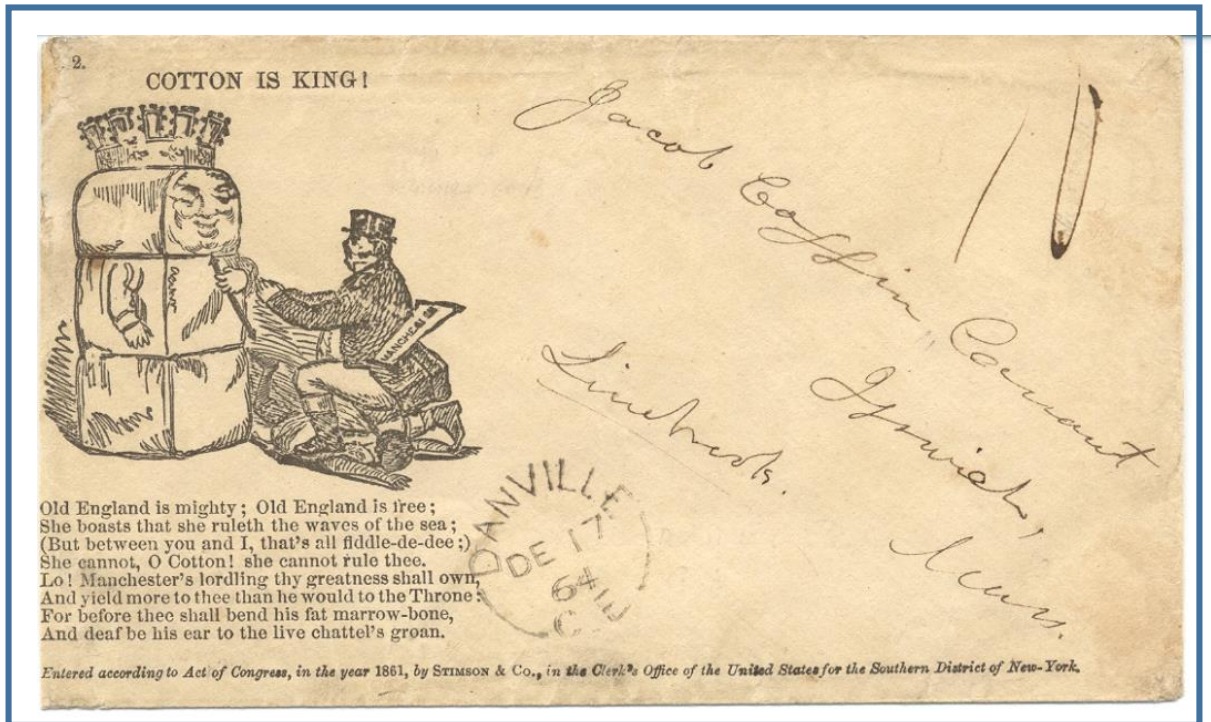 2.
COTTON IS KING!
MANCHESTER
Old England is mighty; Old England is free;
She boasts that she ruleth the waves of the sea;
(But between you and I, that's all fiddle-de-dee;)
She cannot, O Cotton! she cannot rule thee.
Lo! Manchester's lordling thy greatness shall own,
And yield more to thee than he would to the Throne:
For before thee shall bend his fat marrow-bone,
And deaf be his ear to the live chattel's groan.
Entered according to Act of Congress, in the year 1861, by STIMSON & Co., in the Clerk's Office of the United States for the Southern District of New-York.
Jacob Coffin Conant
Ipswich,
Mass.
Linebrook.
10
DANVILLE
DE 17
64